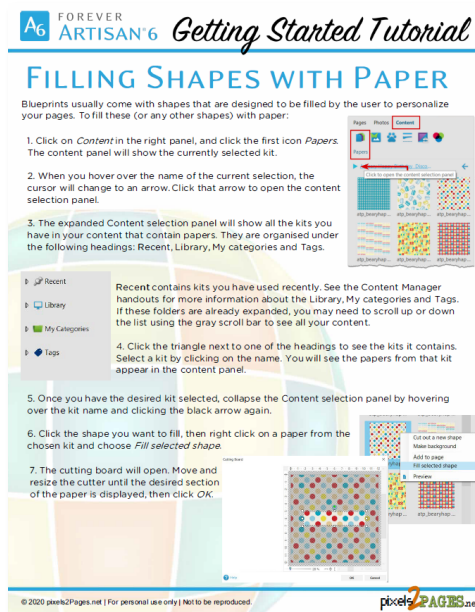 A6 FOREVER
ARTISAN®6 Getting Started Tutorial
FILLING SHAPES WITH PAPER
Blueprints usually come with shapes that are designed to be filled by the user to personalize
your pages. To fill these (or any other shapes) with paper:
1. Click on Content in the right panel, and click the first icon Papers.
The content panel will show the currently selected kit.
2. When you hover over the name of the current selection, the
cursor will change to an arrow. Click that arrow to open the content
selection panel.
3. The expanded Content selection panel will show all the kits you
have in your content that contain papers. They are organised under
the following headings: Recent, Library, My categories and Tags.
Pages Photos Content
Papers
Click to open the content selection panel
atp_bearyhap... atp_bearyhap... atp_bearyhap...
atp_bearyhap... atp_bearyhap... atp_bearyhap...
Recent
Library
My Categories
Tags
Recent contains kits you have used recently. See the Content Manager
handouts for more information about the Library, My categories and Tags.
If these folders are already expanded, you may need to scroll up or down
the list using the gray scroll bar to see all your content.
4. Click the triangle next to one of the headings to see the kits it contains.
Select a kit by clicking on the name. You will see the papers from that kit
appear in the content panel.
5. Once you have the desired kit selected, collapse the Content selection panel by hovering
over the kit name and clicking the black arrow again.
6. Click the shape you want to fill, then right click on a paper from the
chosen kit and choose Fill selected shape.
7. The cutting board will open. Move and
resize the cutter until the desired section
of the paper is displayed, then click OK.
Cutting Board
OK Cancel
Cut out a new shape
Make background
Add to page
Fill selected shape
Preview
atp_bearyhap...
© 2020 pixels2Pages.net | For personal use only | Not to be reproduced.
pixels2PAGES.net